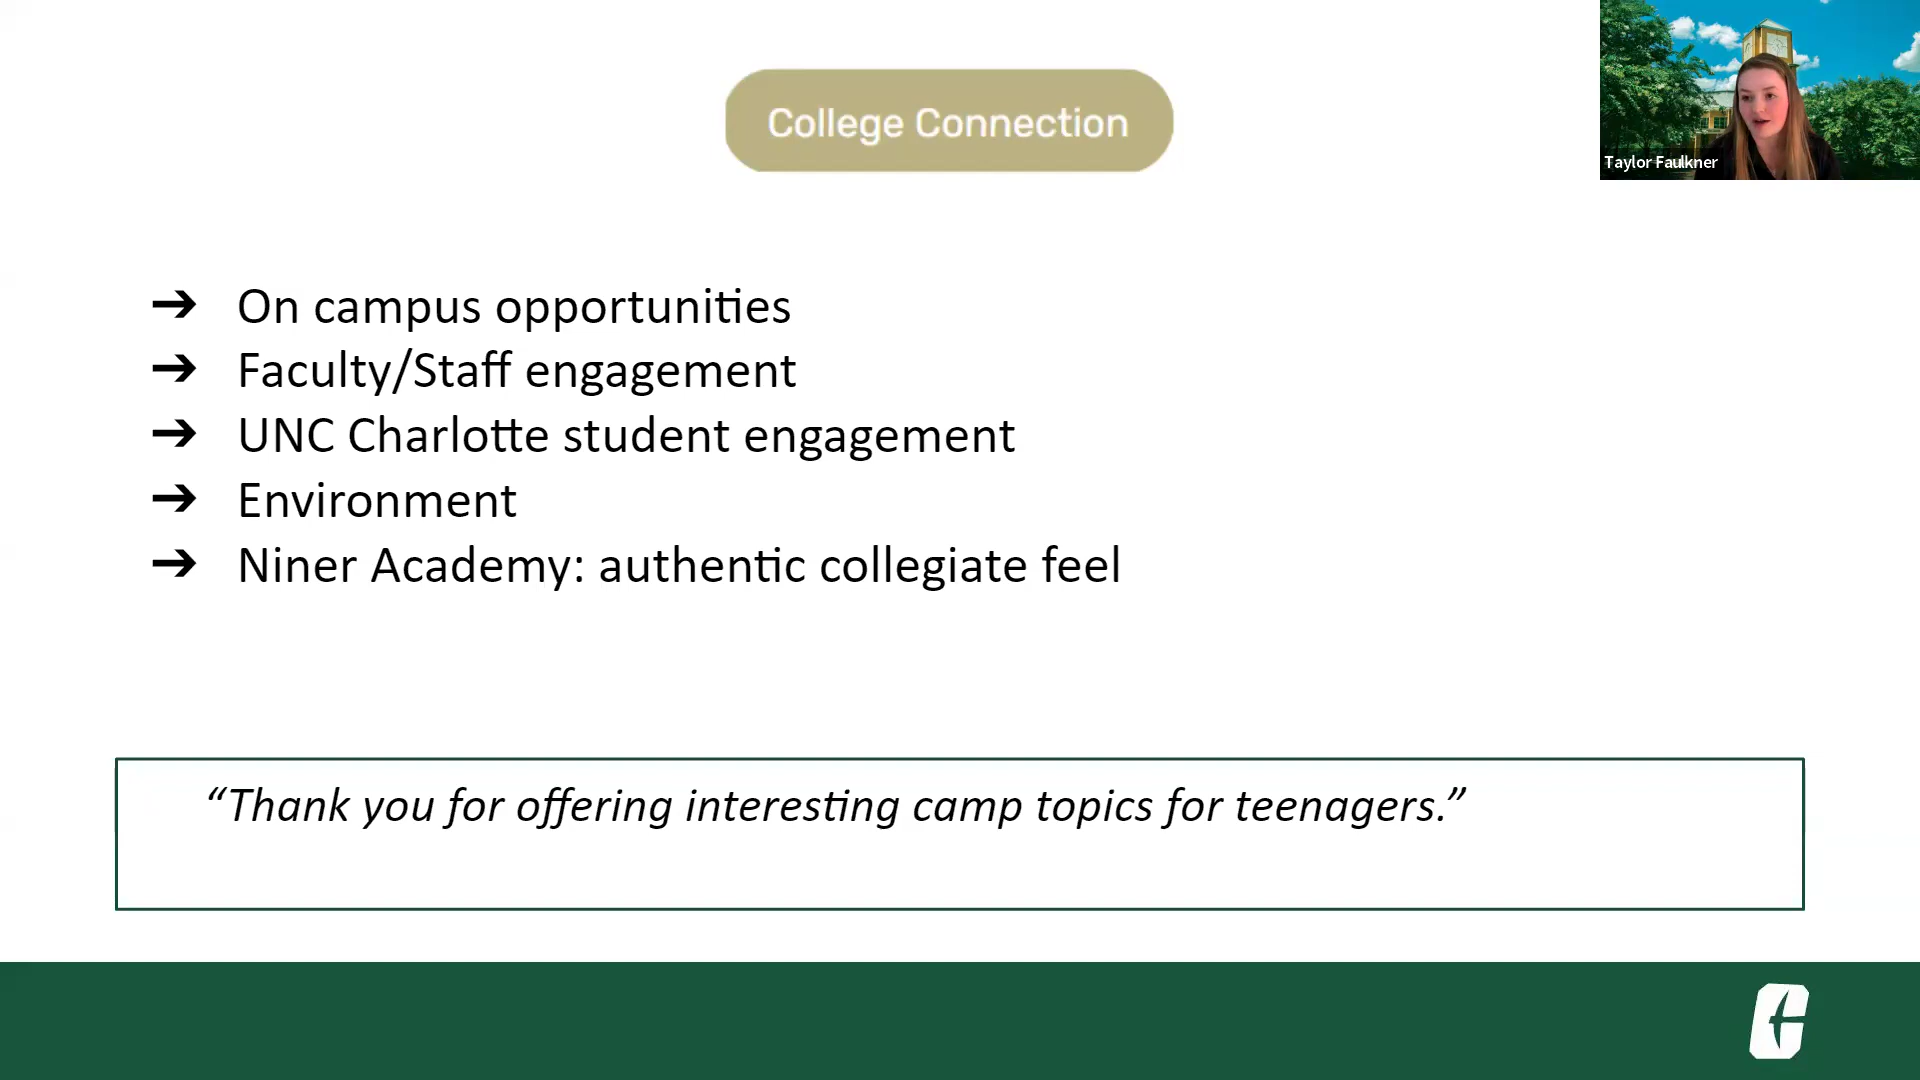 College Connection
Taylor Faulkner
➔ On campus opportunities
➔ Faculty/Staff engagement
➔ UNC Charlotte student engagement
➔ Environment
➔ Niner Academy: authentic collegiate feel
“Thank you for offering interesting camp topics for teenagers.”